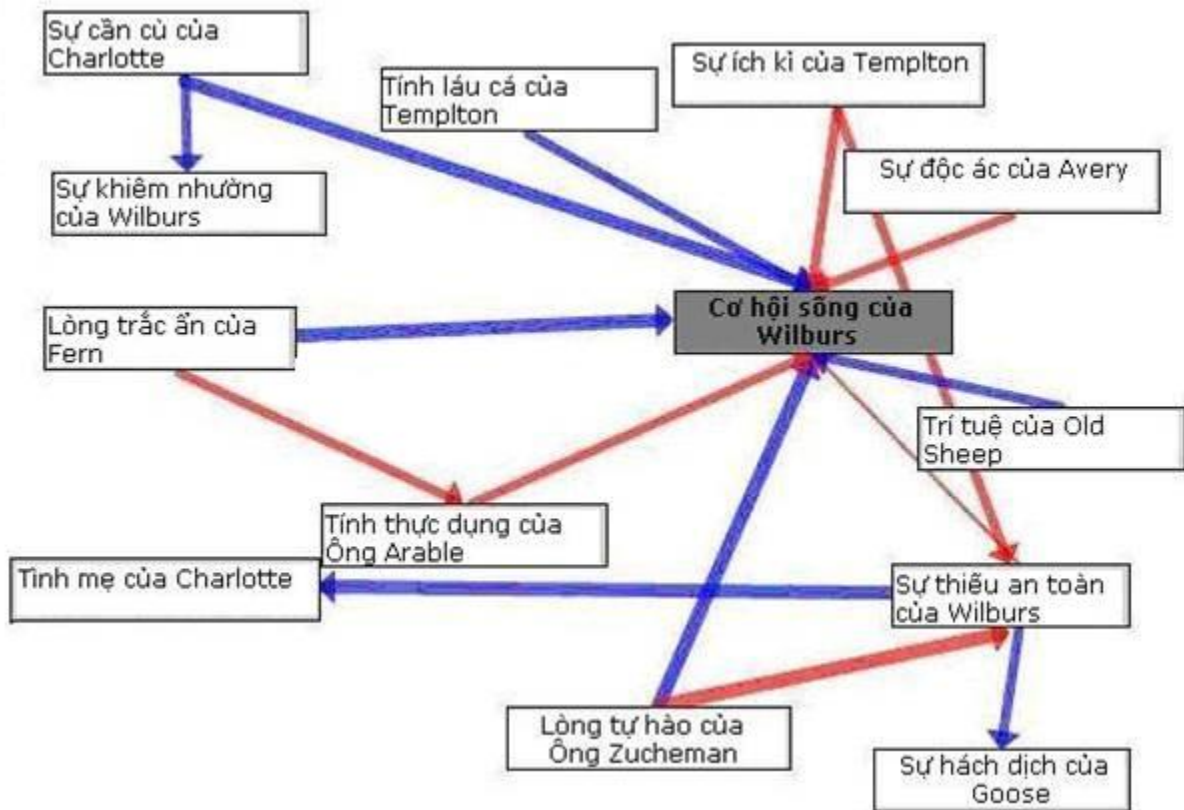 Sự cần cù của
Charlotte
Tính láu cá của
Templton
Sự ích kỉ của Templton
Sự độc ác của Avery
Sự khiêm nhường
của Wilburs
Cơ hội sống của
Wilburs
Lòng trắc ẩn của
Fern
Trí tuệ của Old
Sheep
Tính thực dụng của
Ông Arable
Tình mẹ của Charlotte
Sự thiếu an toàn
của Wilburs
Lòng tự hào của
Ông Zucheman
Sự hách dịch của
Goose